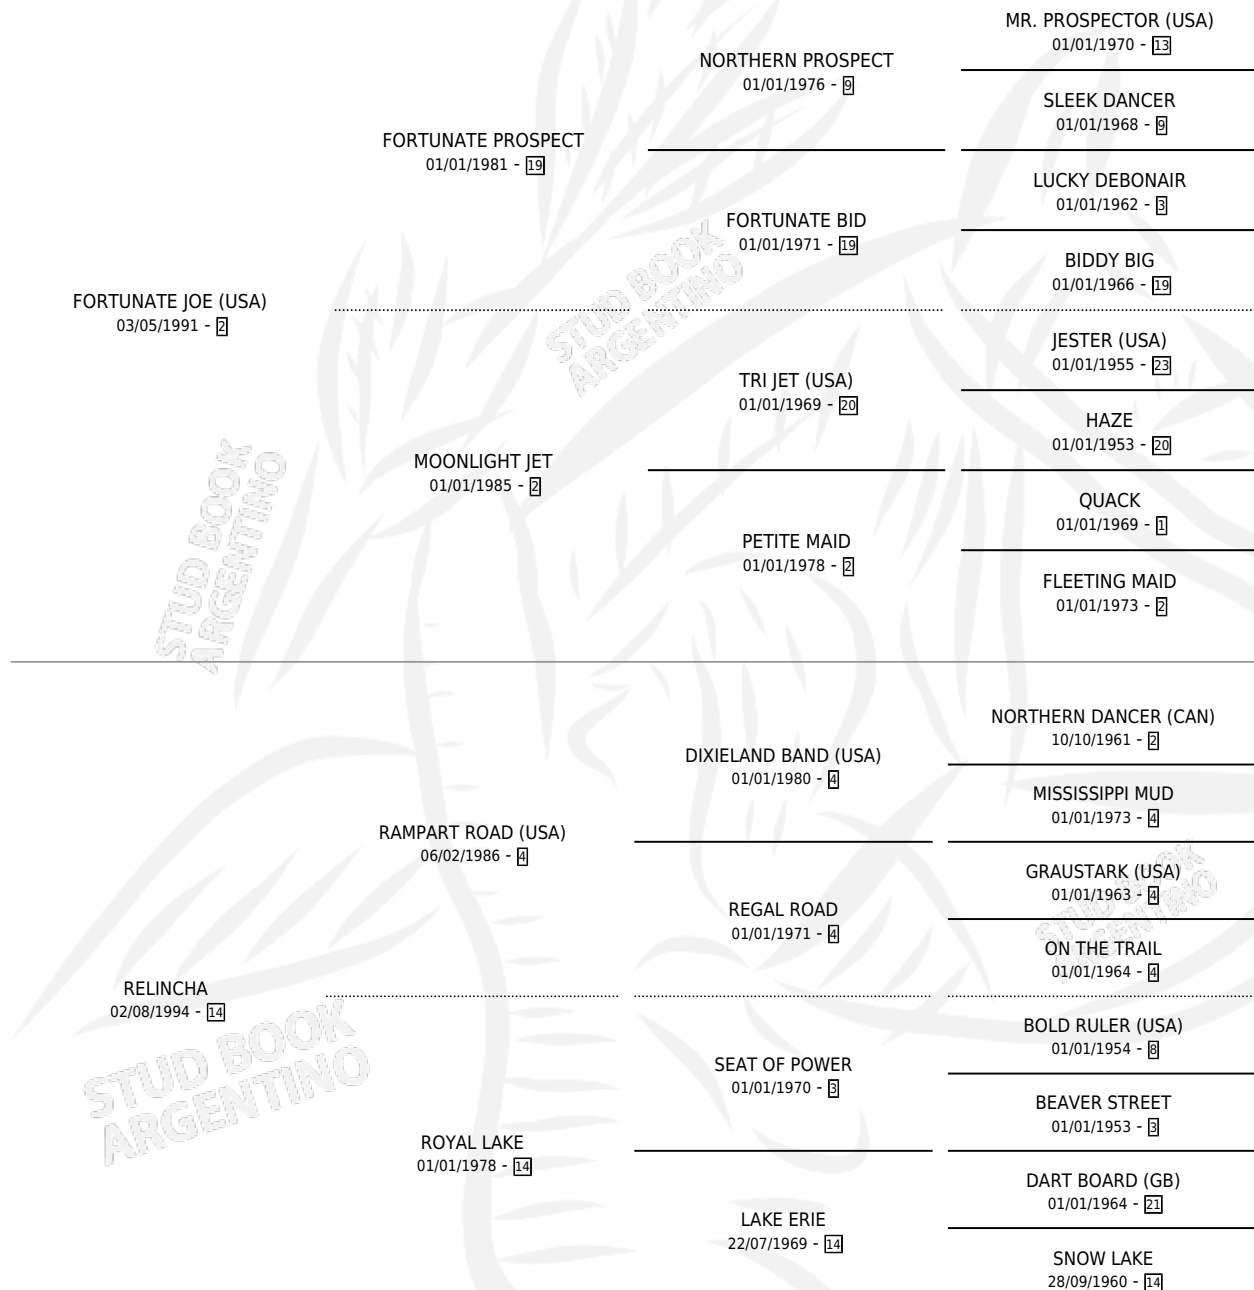 MR. PROSPECTOR (USA)
01/01/1970 - 13
NORTHERN PROSPECT
01/01/1976 - 9
SLEEK DANCER
01/01/1968 - 9
FORTUNATE PROSPECT
01/01/1981 - 19
LUCKY DEBONAIR
01/01/1962 - 3
FORTUNATE BID
01/01/1971 - 19
BIDDY BIG
01/01/1966 - 19
FORTUNATE JOE (USA)
03/05/1991 - 2
JESTER (USA)
01/01/1955 - 23
TRI JET (USA)
01/01/1969 - 20
HAZE
01/01/1953 - 20
MOONLIGHT JET
01/01/1985 - 2
QUACK
01/01/1969 - 1
PETITE MAID
01/01/1978 - 2
FLEETING MAID
01/01/1973 - 2
NORTHERN DANCER (CAN)
10/10/1961 - 2
DIXIELAND BAND (USA)
01/01/1980 - 4
MISSISSIPPI MUD
01/01/1973 - 4
RAMPART ROAD (USA)
06/02/1986 - 4
GRAUSTARK (USA)
01/01/1963 - 4
REGAL ROAD
01/01/1971 - 4
ON THE TRAIL
01/01/1964 - 4
RELINCHA
02/08/1994 - 14
BOLD RULER (USA)
01/01/1954 - 8
SEAT OF POWER
01/01/1970 - 3
BEAVER STREET
01/01/1953 - 3
ROYAL LAKE
01/01/1978 - 14
DART BOARD (GB)
01/01/1964 - 21
LAKE ERIE
22/07/1969 - 14
SNOW LAKE
28/09/1960 - 14
STUD BOOK
ARGENTINO
STUD BOOK
ARGENTINO
STUD BOOK
ARGENTINO
STUD BOOK
ARGENTINO